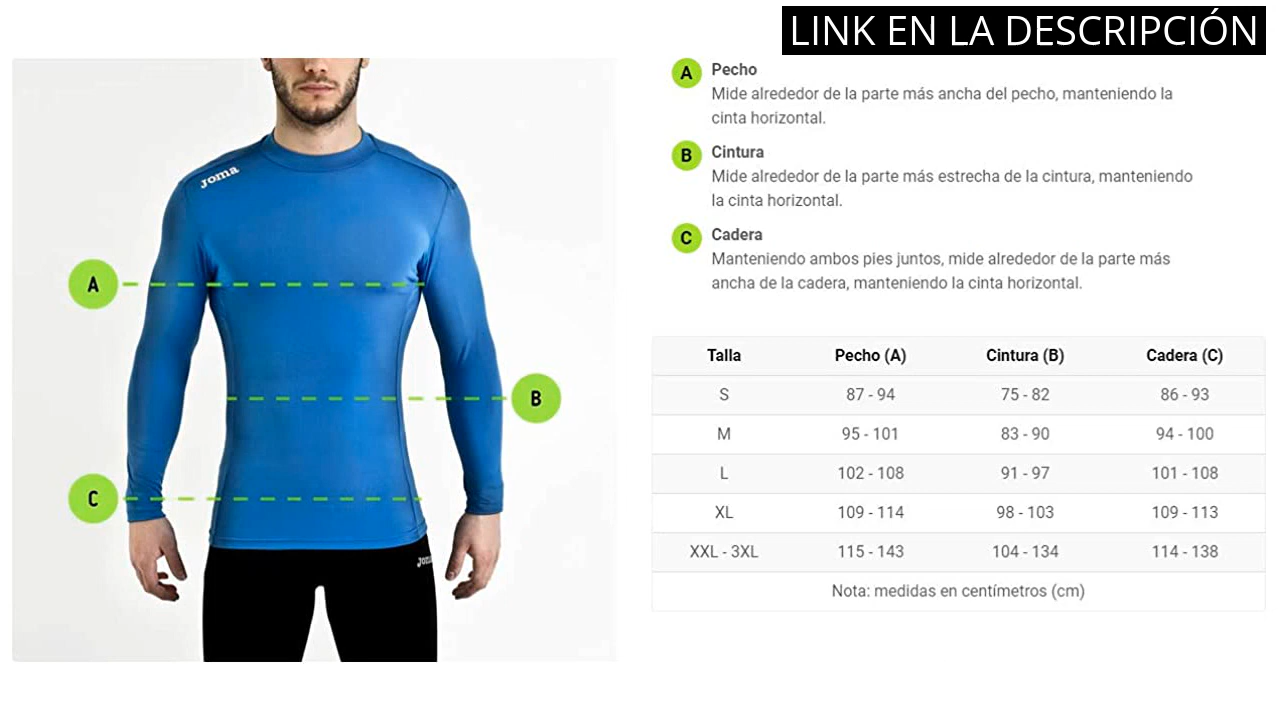 LINK EN LA DESCRIPCIÓN
Joma
A
B
C
Joma
A Pecho
Mide alrededor de la parte más ancha del pecho, manteniendo la
cinta horizontal.
B Cintura
Mide alrededor de la parte más estrecha de la cintura, manteniendo
la cinta horizontal.
C Cadera
Manteniendo ambos pies juntos, mide alrededor de la parte más
ancha de la cadera, manteniendo la cinta horizontal.
Talla Pecho (A) Cintura (B) Cadera (C)
S 87 - 94 75 - 82 86 - 93
M 95 - 101 83 - 90 94 - 100
L 102 - 108 91 - 97 101 - 108
XL 109 - 114 98 - 103 109 - 113
XXL - 3XL 115 - 143 104 - 134 114 - 138
Nota: medidas en centímetros (cm)